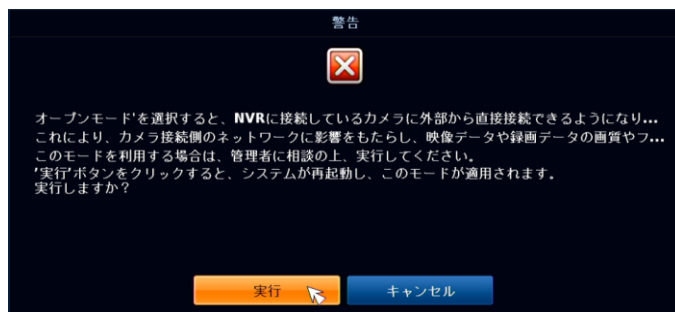 警告
オープンモード'を選択すると、NVRに接続しているカメラに外部から直接接続できるようになり...
これにより、カメラ接続側のネットワークに影響をもたらし、映像データや録画データの画質やフ...
このモードを利用する場合は、管理者に相談の上、実行してください。
'実行'ボタンをクリックすると、システムが再起動し、このモードが適用されます。
実行しますか？
実行
キャンセル